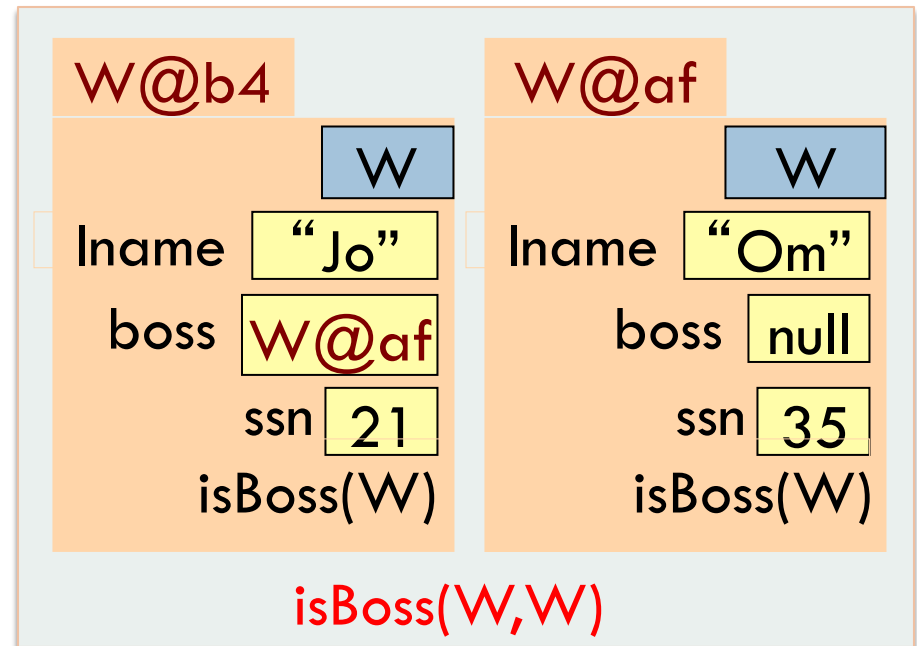 W@b4
W
lname “Jo”
boss W@af
ssn 21
isBoss(W)
W@af
W
lname “Om”
boss null
ssn 35
isBoss(W)
isBoss(W,W)